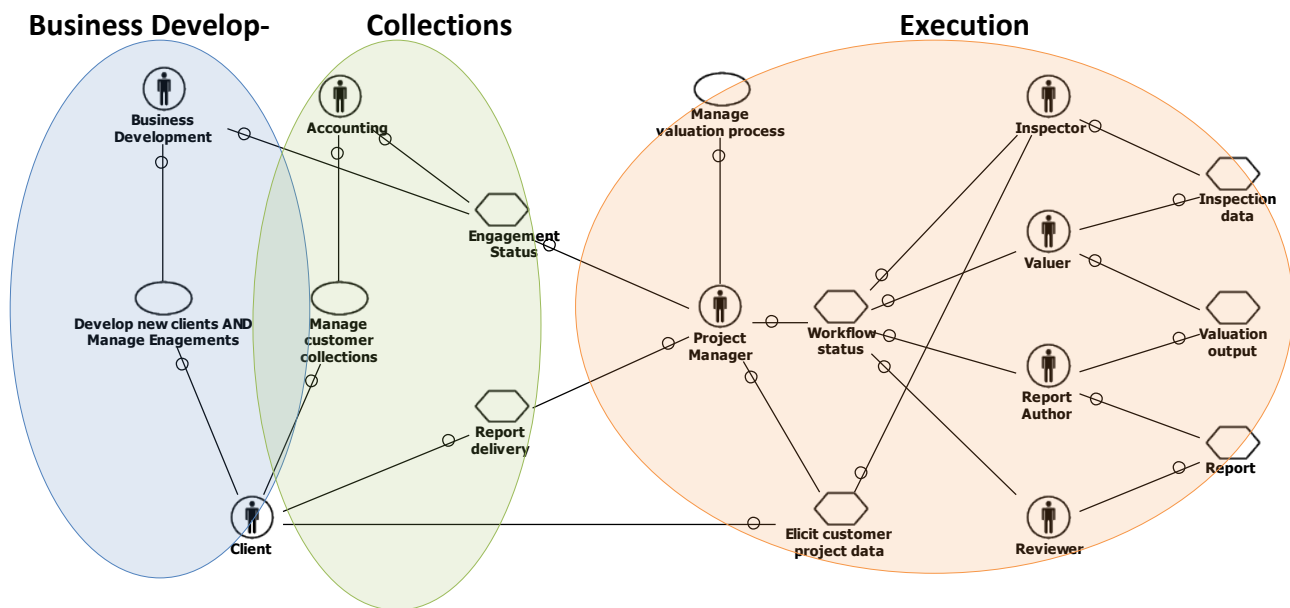 Business Develop-
Collections
Execution
Business
Development
Accounting
Manage
valuation process
Inspector
Engagement
Status
Inspection
data
Valuer
Develop new clients AND
Manage Enagements
Manage
customer
collections
Project
Manager
Workflow
status
Valuation
output
Report
Author
Report
delivery
Report
Client
Elicit customer
project data
Reviewer